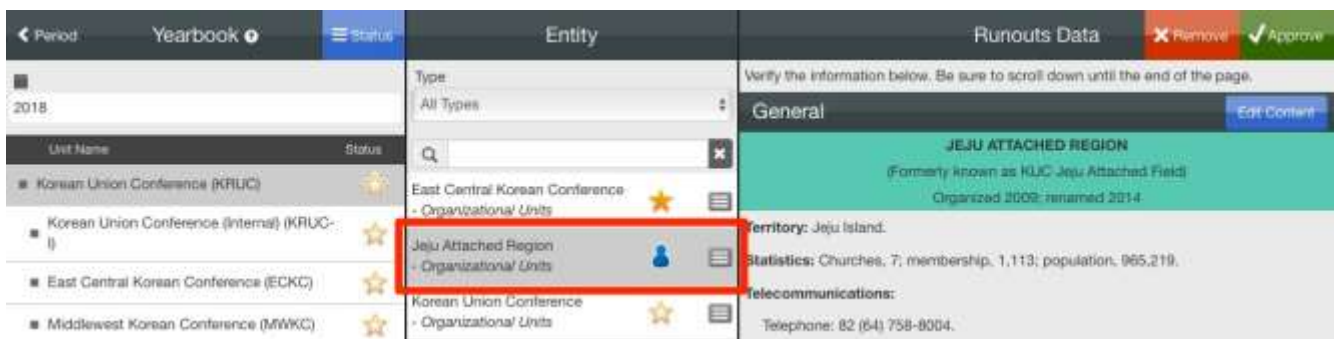 Period
Yearbook
Status
2018
Unit Name
Status
Korean Union Conference (KRUC)
Korean Union Conference (Internal) (KRUC-
I)
East Central Korean Conference (ECKC)
Middlewest Korean Conference (MWKC)
Entity
Type
All Types
East Central Korean Conference
- Organizational Units
Jeju Attached Region
- Organizational Units
Korean Union Conference
- Organizational Units
Runouts Data
Remove
Approve
Verify the information below. Be sure to scroll down until the end of the page.
General
Edit Content
JEJU ATTACHED REGION
(Formerly known as KUC Jeju Attached Field)
Organized 2009; renamed 2014
Territory: Jeju Island.
Statistics: Churches, 7; membership, 1,113; population, 965,219.
Telecommunications:
Telephone: 82 (64) 758-8004.